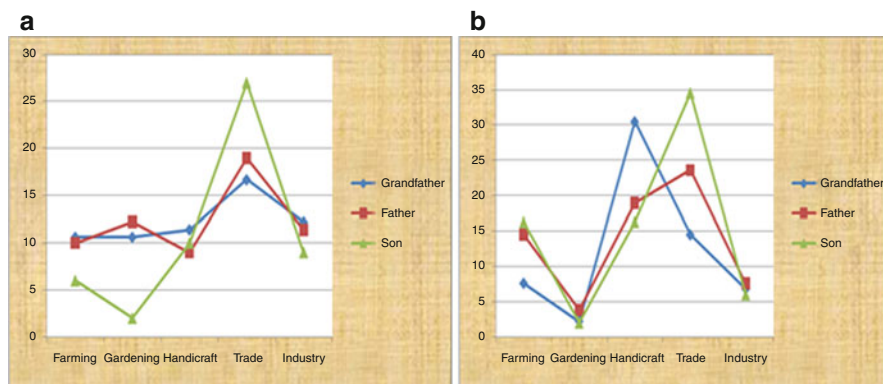 a
30
25
20
15
10
5
0
Farming Gardening Handicraft Trade Industry
Grandfather
Father
Son
b
40
35
30
25
20
15
10
5
0
Farming Gardening Handicraft Trade Industry
Grandfather
Father
Son